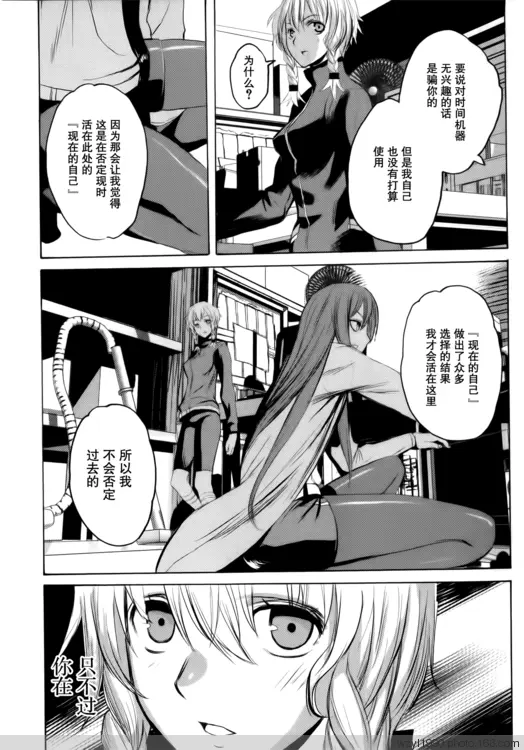 要说对时间机器
无兴趣的话
是骗你的
但是我自己
也没有打算
使用
为什么？
因为那会让我觉得
这是在否定现时
活在此处的
『现在的自己』
『现在的自己』
做出了众多
选择的结果
我才会活在这里
所以我
不会否定
过去的
只不过
你在